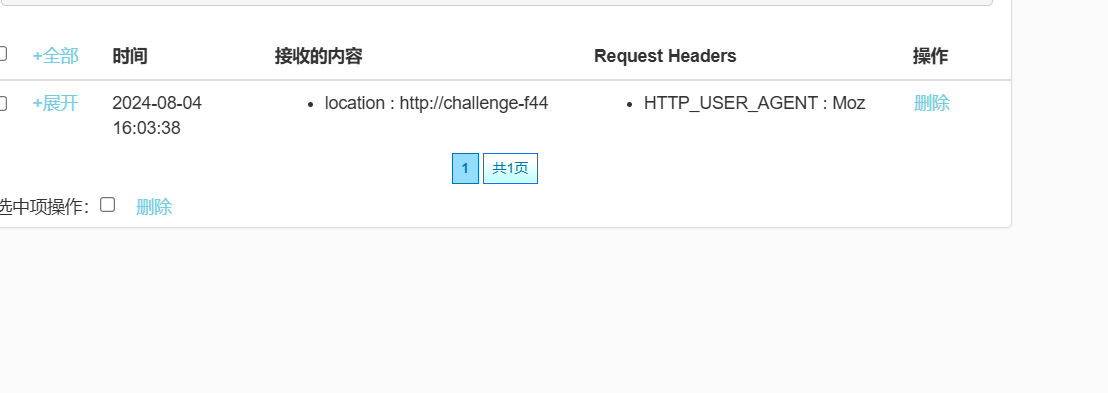 +全部 时间 接收的内容 Request Headers 操作
+展开 2024-08-04 location : http://challenge-f44 HTTP_USER_AGENT : Moz 删除
16:03:38
1 共1页
选中项操作： 删除